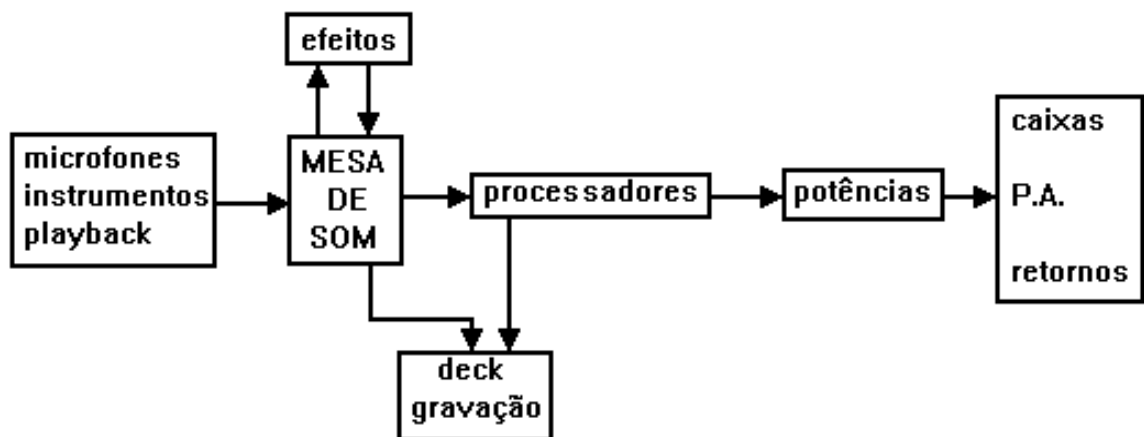 efeitos
microfones
instrumentos
playback
MESA
DE
SOM
processadores
potências
caixas
P.A.
retornos
deck
gravação